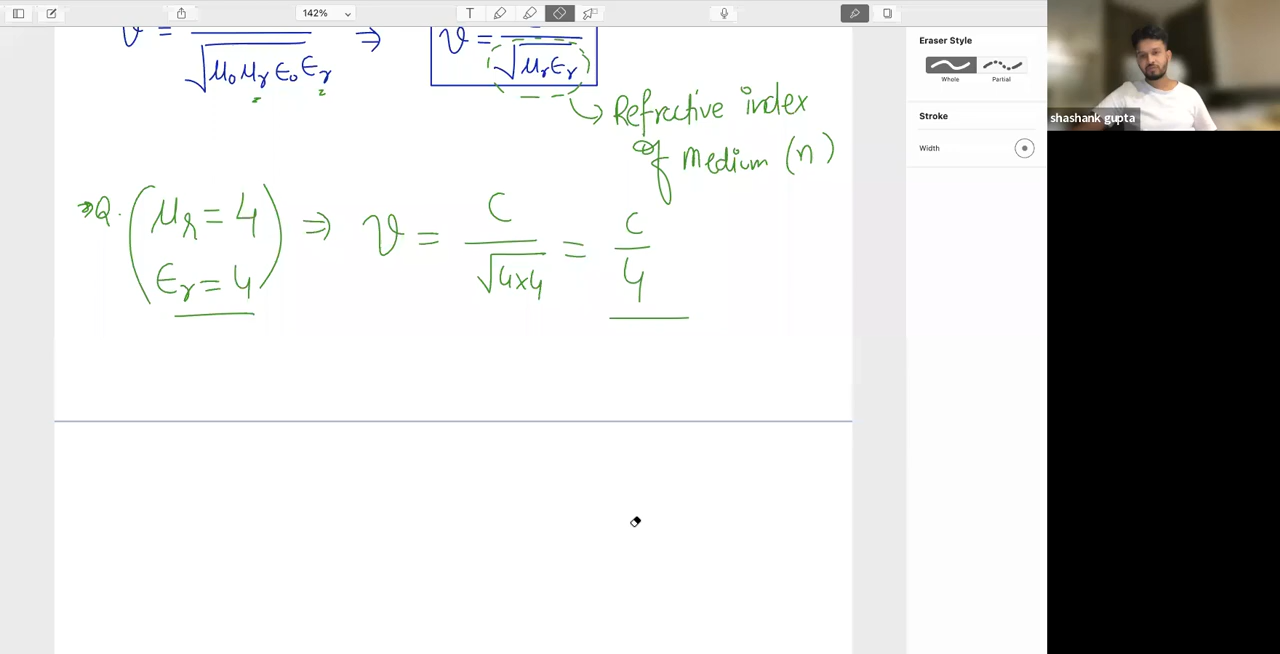 142%
T
Eraser Style
Whole Partial
Stroke
Width
shashank gupta
v = / √μ₀μᵣε₀εᵣ ⇒ v = / √μᵣεᵣ
Refractive index
of medium (n)
Q. (μᵣ = 4 εᵣ = 4) ⇒ v = c / √4×4 = c / 4